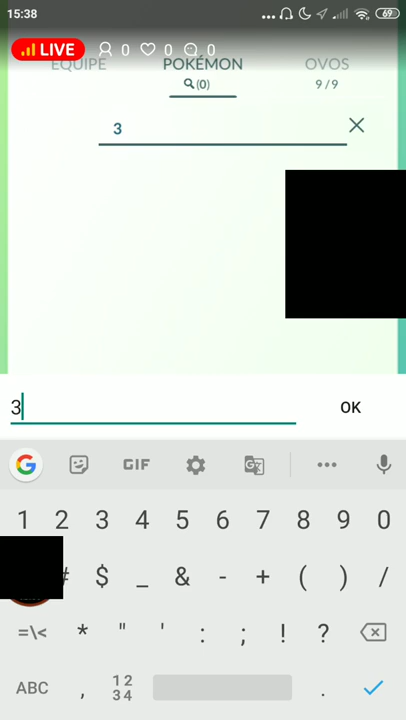 15:38 ... 69
LIVE 0 0 0
EQUIPE POKÉMON OVOS
(0) 9 / 9
3
3 OK
G GIF ...
1 2 3 4 5 6 7 8 9 0
# $ _ & - + ( ) /
=\< * " ' : ; ! ?
ABC , 12 34 .